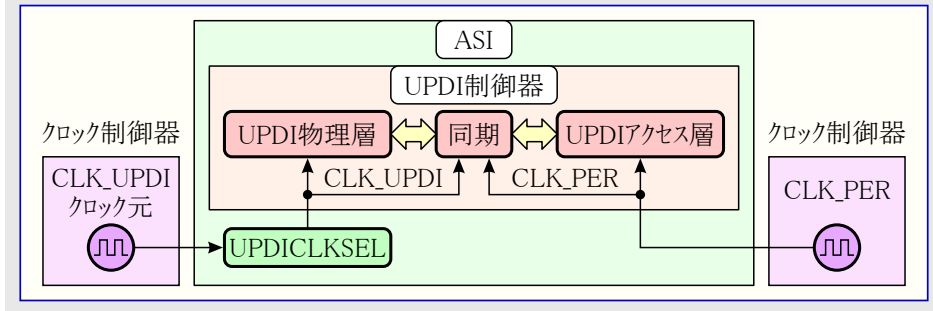 ASI
UPDI制御器
UPDI物理層
同期
UPDIアクセス層
クロック制御器
クロック制御器
CLK_UPDI
クロック元
CLK_UPDI
CLK_PER
CLK_PER
UPDICLKSEL